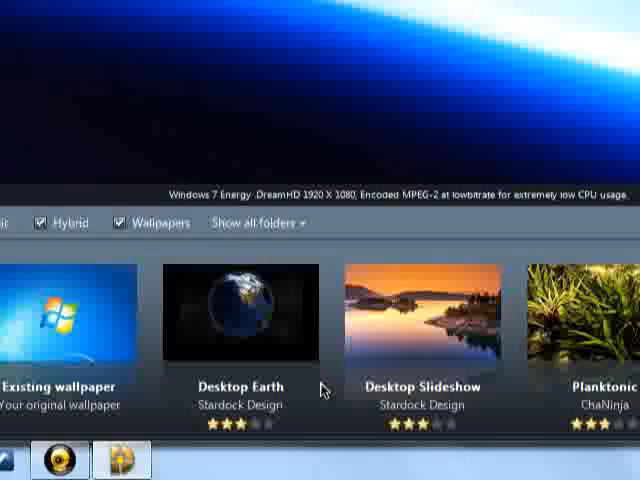 Windows 7 Energy .DreamHD 1920 X 1080, Encoded MPEG-2 at lowbitrate for extremely low CPU usage.
Hybrid Wallpapers Show all folders
Existing wallpaper Desktop Earth Desktop Slideshow Planktonic
Your original wallpaper Stardock Design Stardock Design ChaNinja